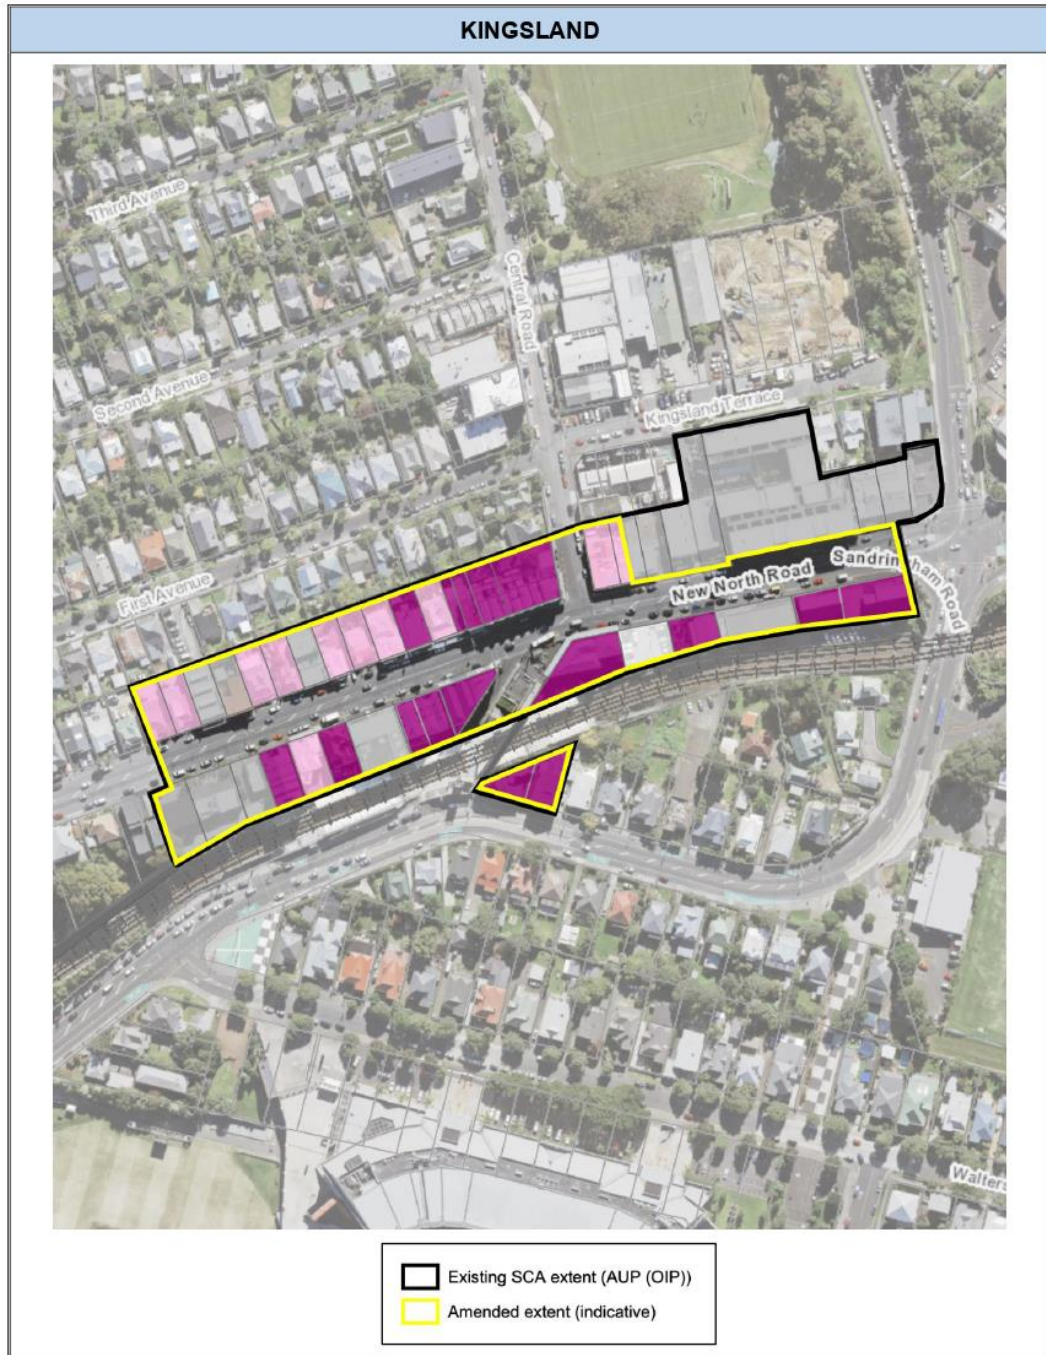 KINGSLAND
Third Avenue
Central Road
Second Avenue
Kingsland Terrace
First Avenue
New North Road
Sandringham Road
Walters
Existing SCA extent (AUP (OIP))
Amended extent (indicative)